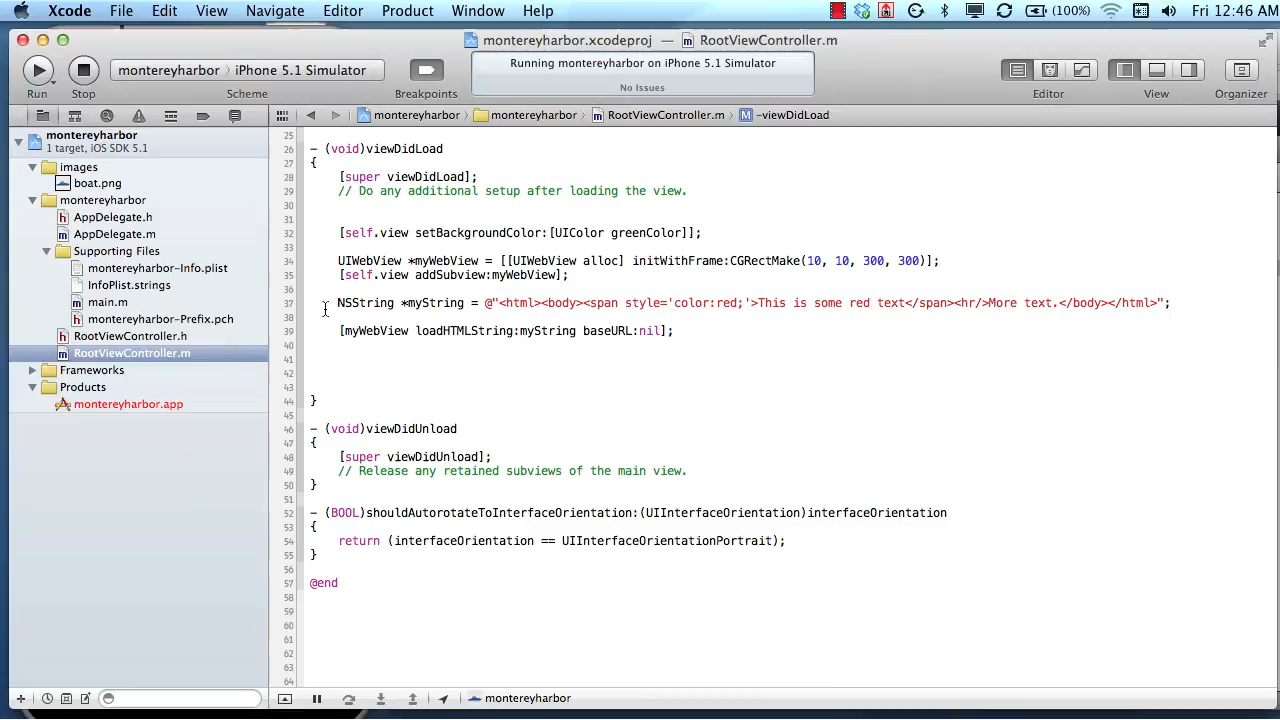 Xcode File Edit View Navigate Editor Product Window Help (100%) Fri 12:46 AM
montereyharbor.xcodeproj — RootViewController.m
montereyharbor › iPhone 5.1 Simulator
Running montereyharbor on iPhone 5.1 Simulator
No Issues
Run Stop Scheme Breakpoints Editor View Organizer
montereyharbor › montereyharbor › RootViewController.m › -viewDidLoad
montereyharbor
1 target, iOS SDK 5.1
images
boat.png
montereyharbor
AppDelegate.h
AppDelegate.m
Supporting Files
montereyharbor-Info.plist
InfoPlist.strings
main.m
montereyharbor-Prefix.pch
RootViewController.h
RootViewController.m
Frameworks
Products
montereyharbor.app
25
26 - (void)viewDidLoad
27 {
28 [super viewDidLoad];
29 // Do any additional setup after loading the view.
30
31
32 [self.view setBackgroundColor:[UIColor greenColor]];
33
34 UIWebView *myWebView = [[UIWebView alloc] initWithFrame:CGRectMake(10, 10, 300, 300)];
35 [self.view addSubview:myWebView];
36
37 NSString *myString = @"<html><body><span style='color:red;'>This is some red text</span><hr/>More text.</body></html>";
38
39 [myWebView loadHTMLString:myString baseURL:nil];
40
41
42
43
44 }
45
46 - (void)viewDidUnload
47 {
48 [super viewDidUnload];
49 // Release any retained subviews of the main view.
50 }
51
52 - (BOOL)shouldAutorotateToInterfaceOrientation:(UIInterfaceOrientation)interfaceOrientation
53 {
54 return (interfaceOrientation == UIInterfaceOrientationPortrait);
55 }
56
57 @end
58
59
60
61
62
63
64
montereyharbor